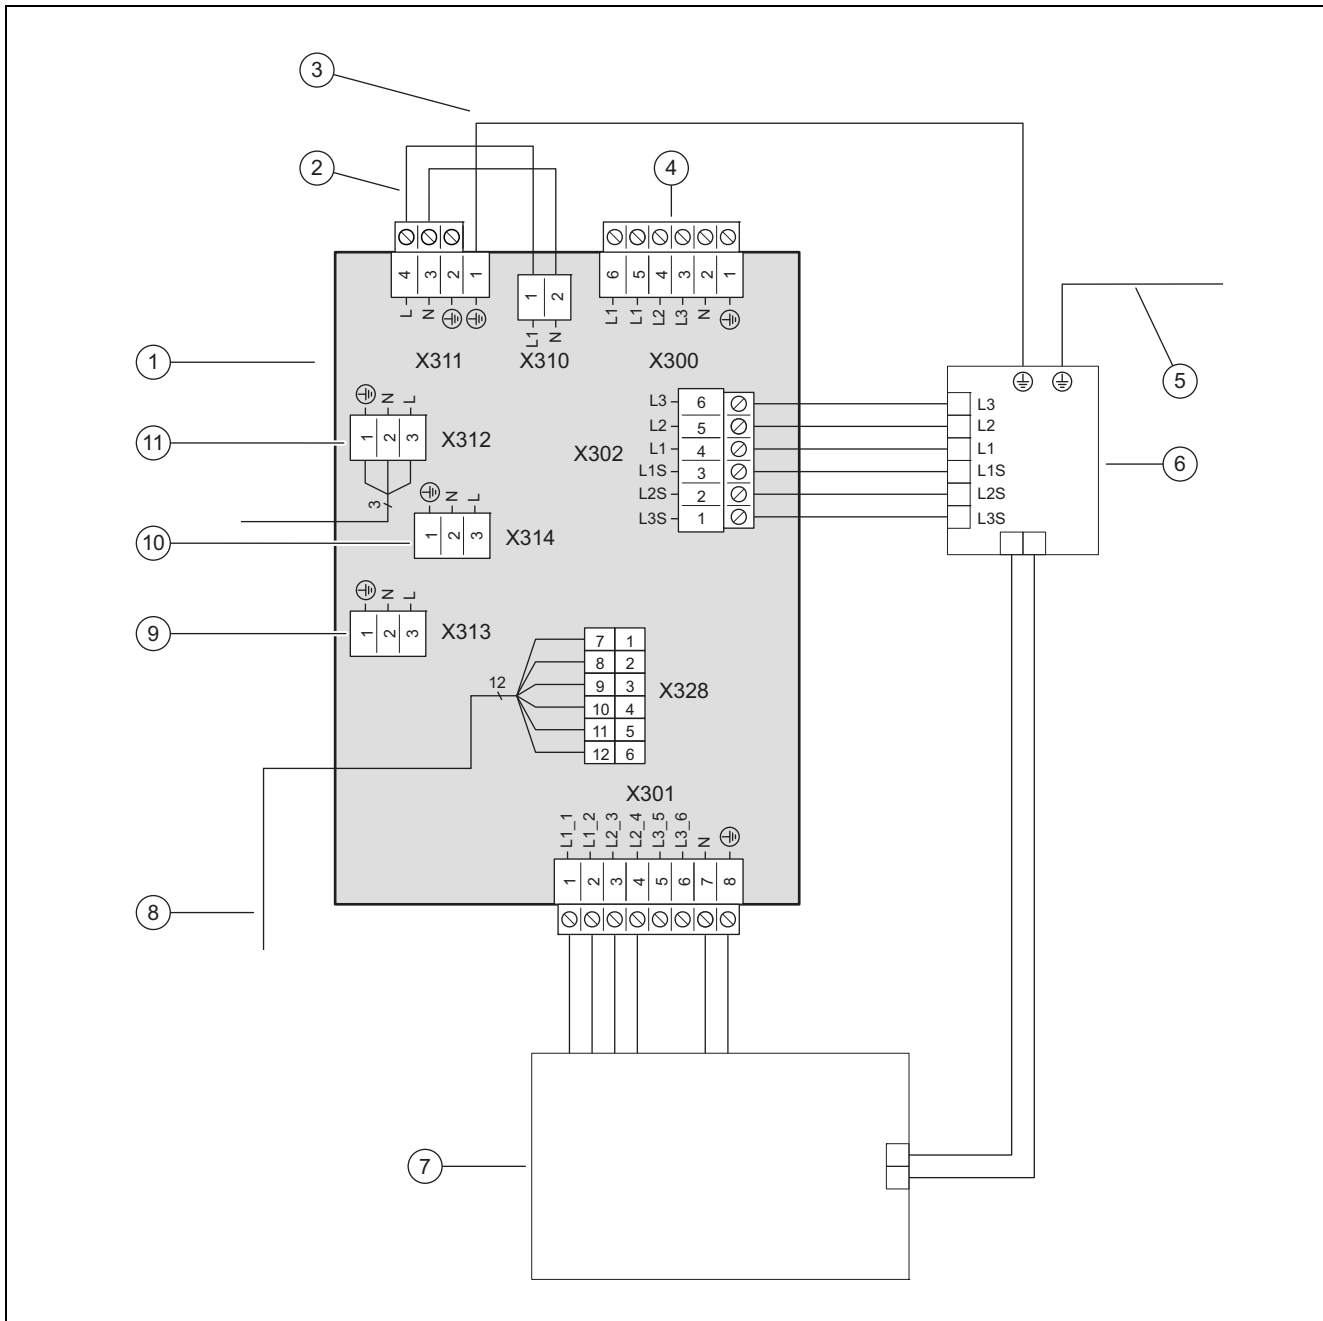 3
2
4
4 3 2 1
L N
X311
1 2
L1 N
X310
6 5 4 3 2 1
L1 L1 L2 L3 N
X300
1
5
N L
1 2 3
X312
11
3
X302
L3 6
L2 5
L1 4
L1S 3
L2S 2
L3S 1
L3
L2
L1
L1S
L2S
L3S
6
N L
1 2 3
X314
10
N L
1 2 3
X313
9
12
7 1
8 2
9 3
10 4
11 5
12 6
X328
X301
L1_1 L1_2 L2_3 L2_4 L3_5 L3_6 N
1 2 3 4 5 6 7 8
8
7